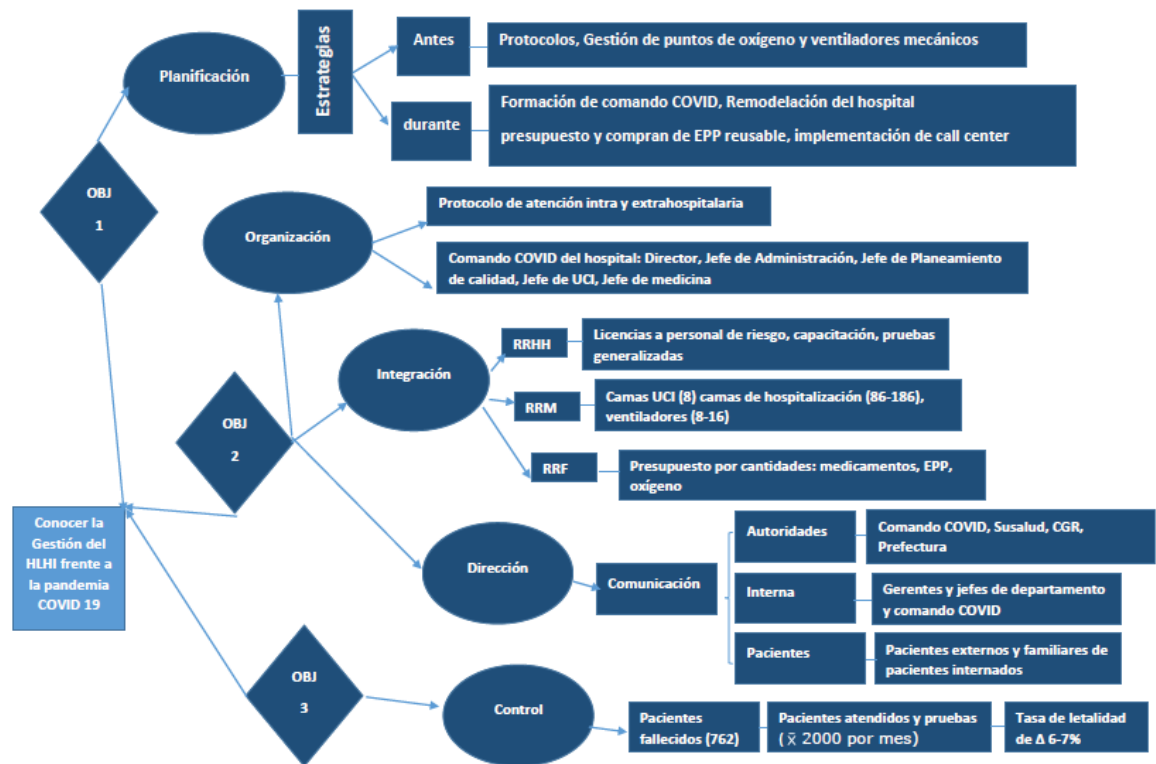 Planificación
Estrategias
Antes
Protocolos, Gestión de puntos de oxígeno y ventiladores mecánicos
durante
Formación de comando COVID, Remodelación del hospital
presupuesto y compran de EPP reusable, implementación de call center
OBJ
1
Organización
Protocolo de atención intra y extrahospitalaria
Comando COVID del hospital: Director, Jefe de Administración, Jefe de Planeamiento
de calidad, Jefe de UCI, Jefe de medicina
OBJ
2
Integración
RRHH
Licencias a personal de riesgo, capacitación, pruebas
generalizadas
RRM
Camas UCI (8) camas de hospitalización (86-186),
ventiladores (8-16)
RRF
Presupuesto por cantidades: medicamentos, EPP,
oxígeno
Conocer la
Gestión del
HLHI frente a
la pandemia
COVID 19
Dirección
Comunicación
Autoridades
Comando COVID, Susalud, CGR,
Prefectura
Interna
Gerentes y jefes de departamento
y comando COVID
Pacientes
Pacientes externos y familiares de
pacientes internados
OBJ
3
Control
Pacientes
fallecidos (762)
Pacientes atendidos y pruebas
( x̄ 2000 por mes)
Tasa de letalidad
de Δ 6-7%